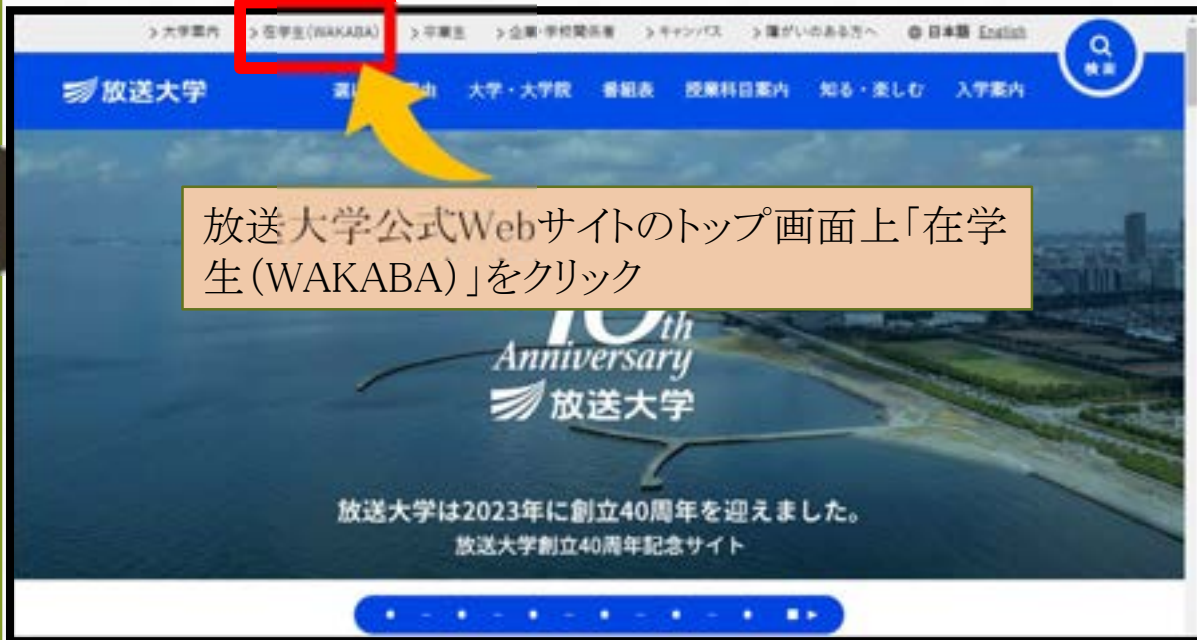 > 大学案内 > 在学生(WAKABA) > 卒業生 > 企業・学校関係者 > キャンパス > 障がいのある方へ 日本語 English
検索
放送大学 大学・大学院 番組表 授業科目案内 知る・楽しむ 入学案内
放送大学公式Webサイトのトップ画面上「在学
生(WAKABA)」をクリック
th
Anniversary
放送大学
放送大学は2023年に創立40周年を迎えました。
放送大学創立40周年記念サイト